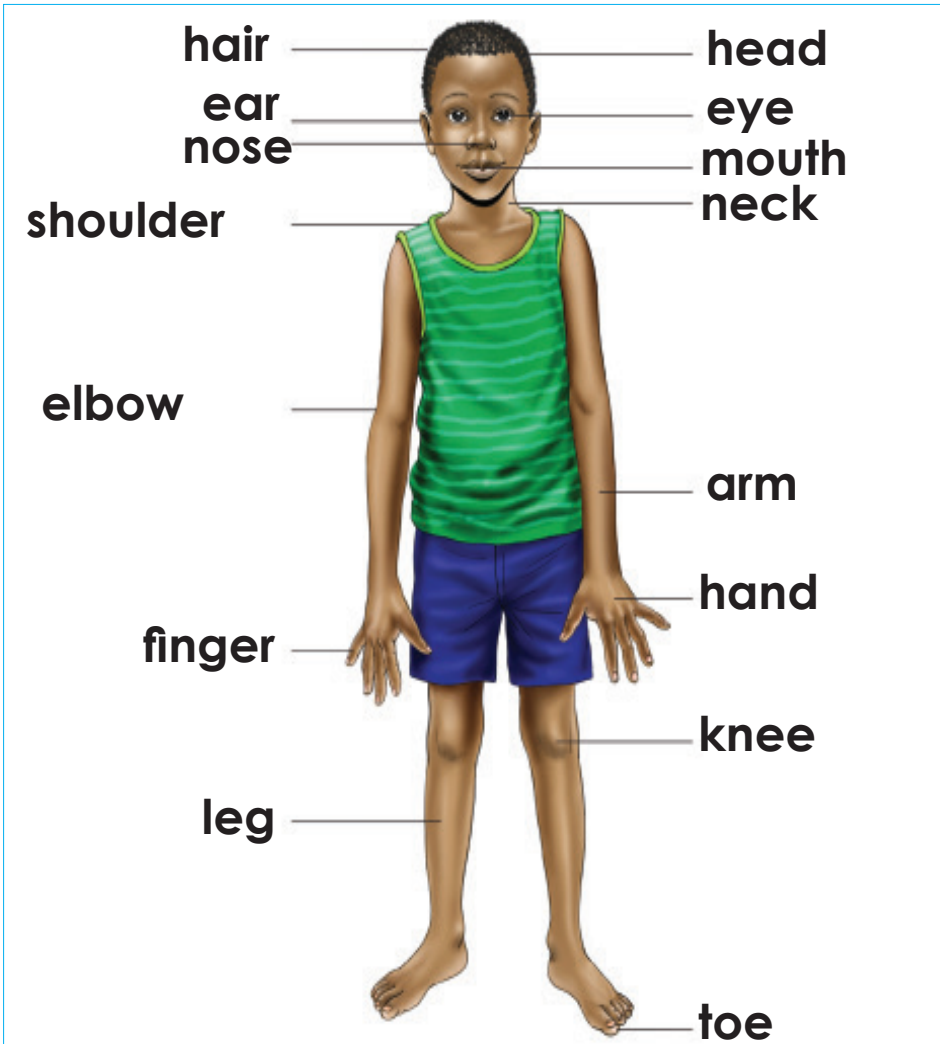 hair
head
ear
eye
nose
mouth
neck
shoulder
elbow
arm
hand
finger
knee
leg
toe